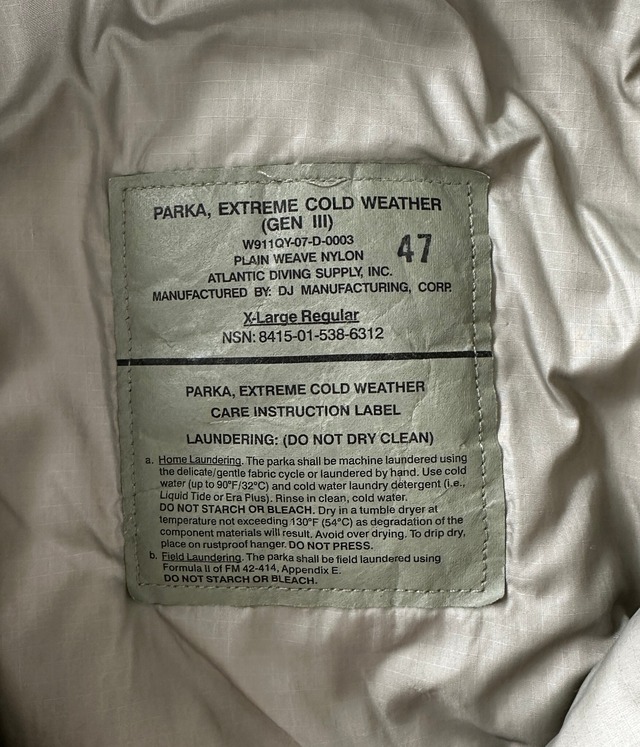 PARKA, EXTREME COLD WEATHER
(GEN III)
W911QY-07-D-0003
PLAIN WEAVE NYLON
47
ATLANTIC DIVING SUPPLY, INC.
MANUFACTURED BY: DJ MANUFACTURING, CORP.
X-Large Regular
NSN: 8415-01-538-6312
PARKA, EXTREME COLD WEATHER
CARE INSTRUCTION LABEL
LAUNDERING: (DO NOT DRY CLEAN)
a. Home Laundering. The parka shall be machine laundered using
the delicate/gentle fabric cycle or laundered by hand. Use cold
water (up to 90°F/32°C) and cold water laundry detergent (i.e.,
Liquid Tide or Era Plus). Rinse in clean, cold water.
DO NOT STARCH OR BLEACH. Dry in a tumble dryer at
temperature not exceeding 130°F (54°C) as degradation of the
component materials will result. Avoid over drying. To drip dry,
place on rustproof hanger. DO NOT PRESS.
b. Field Laundering. The parka shall be field laundered using
Formula II of FM 42-414, Appendix E.
DO NOT STARCH OR BLEACH.